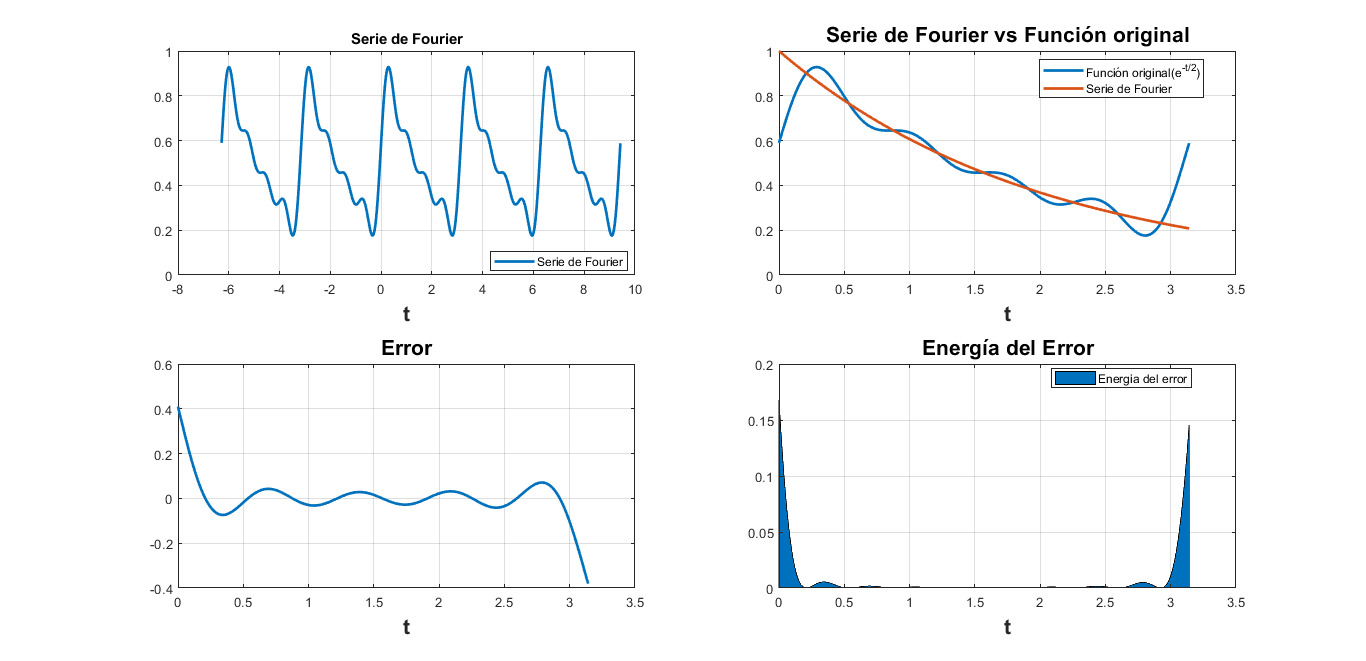 Serie de Fourier
1
0.8
0.6
0.4
0.2
0
-8 -6 -4 -2 0 2 4 6 8 10
Serie de Fourier
t
Serie de Fourier vs Función original
1
0.8
0.6
0.4
0.2
0
0 0.5 1 1.5 2 2.5 3 3.5
Función original(e^-t/2)
Serie de Fourier
t
Error
0.6
0.4
0.2
0
-0.2
-0.4
0 0.5 1 1.5 2 2.5 3 3.5
t
Energía del Error
0.2
0.15
0.1
0.05
0
0 0.5 1 1.5 2 2.5 3 3.5
Energia del error
t